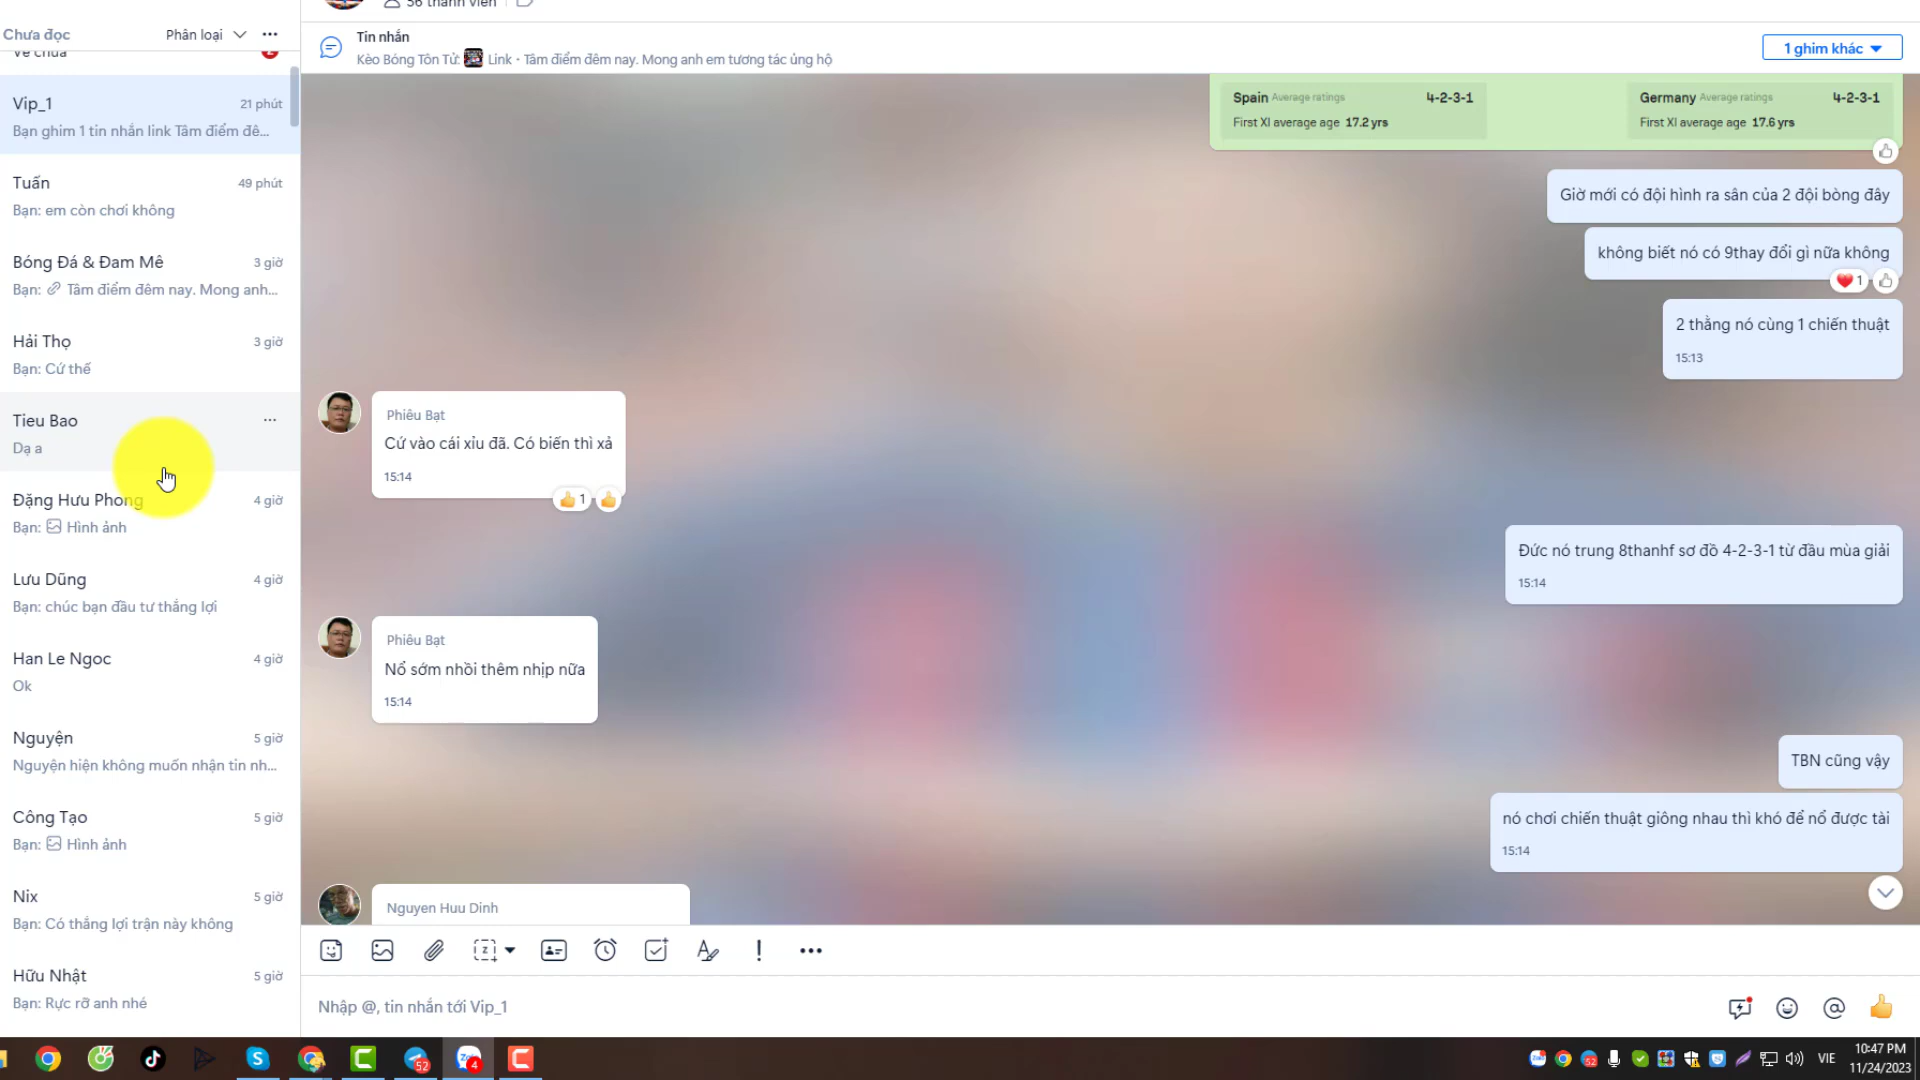 56 thành viên
Chưa đọc
Phân loại
Về chưa
2
Vip_1
21 phút
Bạn ghim 1 tin nhắn link Tâm điểm đê...
Tuấn
49 phút
Bạn: em còn chơi không
Bóng Đá & Đam Mê
3 giờ
Bạn: Tâm điểm đêm nay. Mong anh...
Hải Thọ
3 giờ
Bạn: Cứ thế
Tieu Bao
Dạ a
Đặng Hưu Phong
4 giờ
Bạn: Hình ảnh
Lưu Dũng
4 giờ
Bạn: chúc bạn đầu tư thắng lợi
Han Le Ngoc
4 giờ
Ok
Nguyện
5 giờ
Nguyện hiện không muốn nhận tin nh...
Công Tạo
5 giờ
Bạn: Hình ảnh
Nix
5 giờ
Bạn: Có thắng lợi trận này không
Hữu Nhật
5 giờ
Bạn: Rực rỡ anh nhé
Tin nhắn
Kèo Bóng Tôn Tử: Link · Tâm điểm đêm nay. Mong anh em tương tác ủng hộ
1 ghim khác
Spain Average ratings 4-2-3-1
First XI average age 17.2 yrs
Germany Average ratings 4-2-3-1
First XI average age 17.6 yrs
Giờ mới có đội hình ra sân của 2 đội bòng đây
không biết nó có 9thay đổi gì nữa không
1
2 thằng nó cùng 1 chiến thuật
15:13
Phiêu Bạt
Cứ vào cái xỉu đã. Có biến thì xả
15:14
1
Đức nó trung 8thanhf sơ đồ 4-2-3-1 từ đầu mùa giải
15:14
Phiêu Bạt
Nổ sớm nhồi thêm nhịp nữa
15:14
TBN cũng vậy
nó chơi chiến thuật giông nhau thì khó để nổ được tài
15:14
Nguyen Huu Dinh
Nhập @, tin nhắn tới Vip_1
52
Zalo
4
52
VIE
10:47 PM
11/24/2023